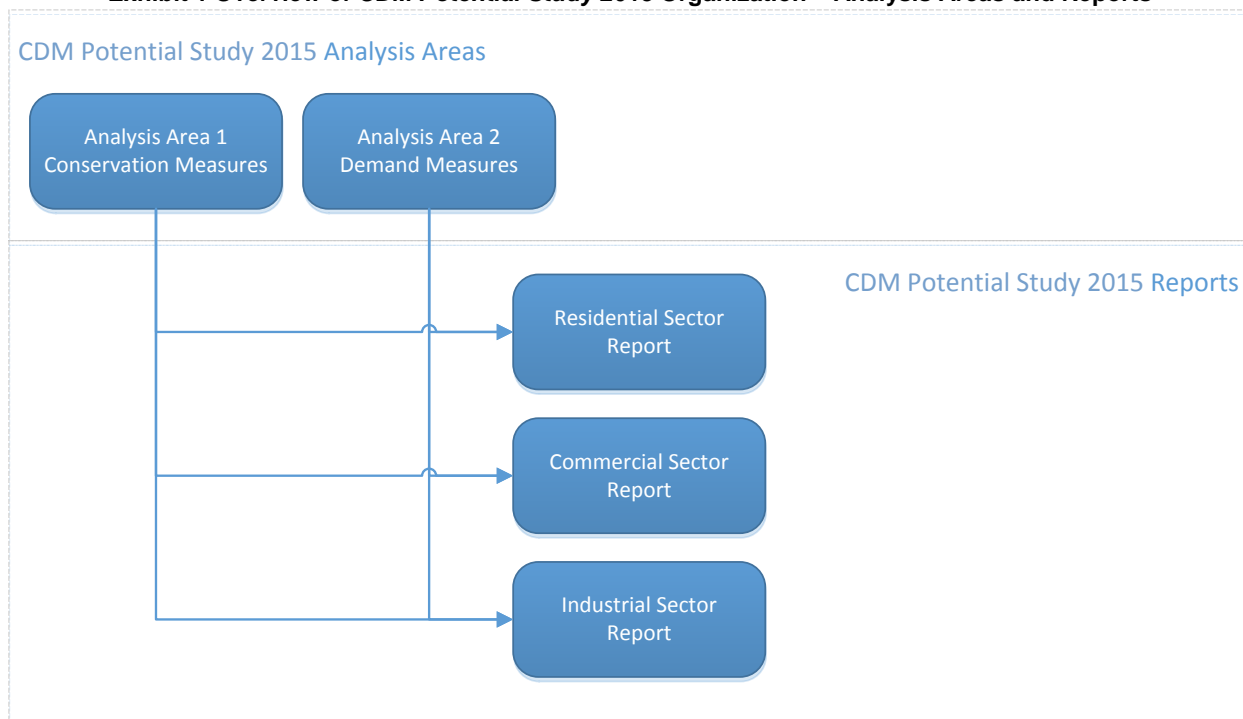 Exhibit 1 Overview of CDM Potential Study 2015 Organization – Analysis Areas and Reports
CDM Potential Study 2015 Analysis Areas
Analysis Area 1
Conservation Measures
Analysis Area 2
Demand Measures
CDM Potential Study 2015 Reports
Residential Sector
Report
Commercial Sector
Report
Industrial Sector
Report